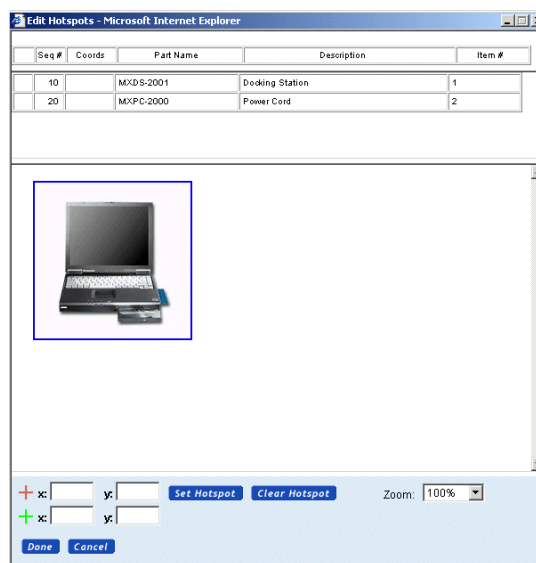 Edit Hotspots - Microsoft Internet Explorer
Seq # Coords Part Name Description Item #
10 MXDS-2001 Docking Station 1
20 MXPC-2000 Power Cord 2
x: y: Set Hotspot Clear Hotspot Zoom: 100%
x: y:
Done Cancel